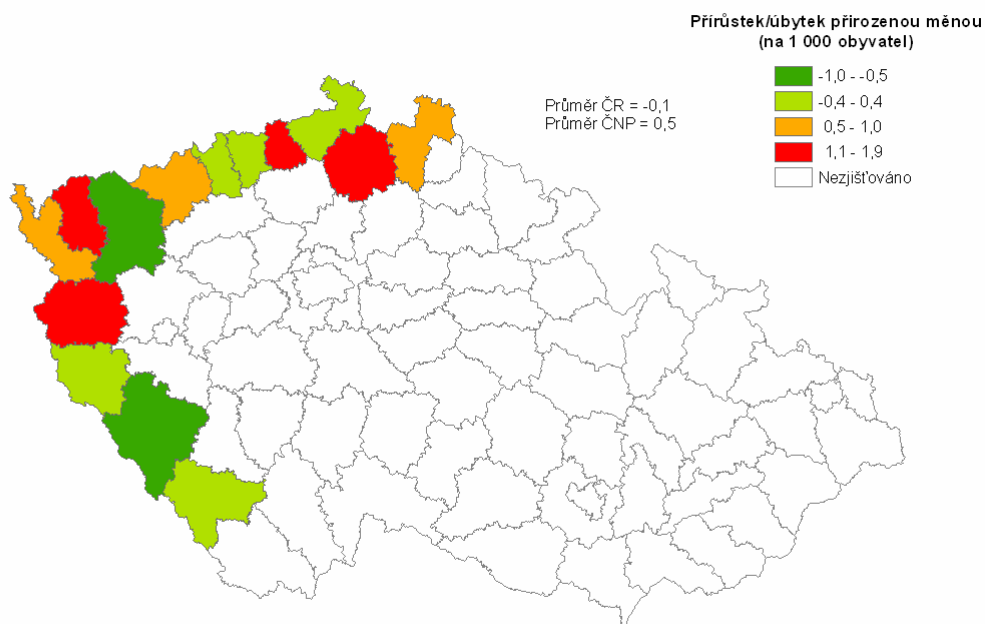 Přírůstek/úbytek přirozenou měnou
(na 1 000 obyvatel)
-1,0 - -0,5
-0,4 - 0,4
0,5 - 1,0
1,1 - 1,9
Nezjišťováno
Průměr ČR = -0,1
Průměr ČNP = 0,5